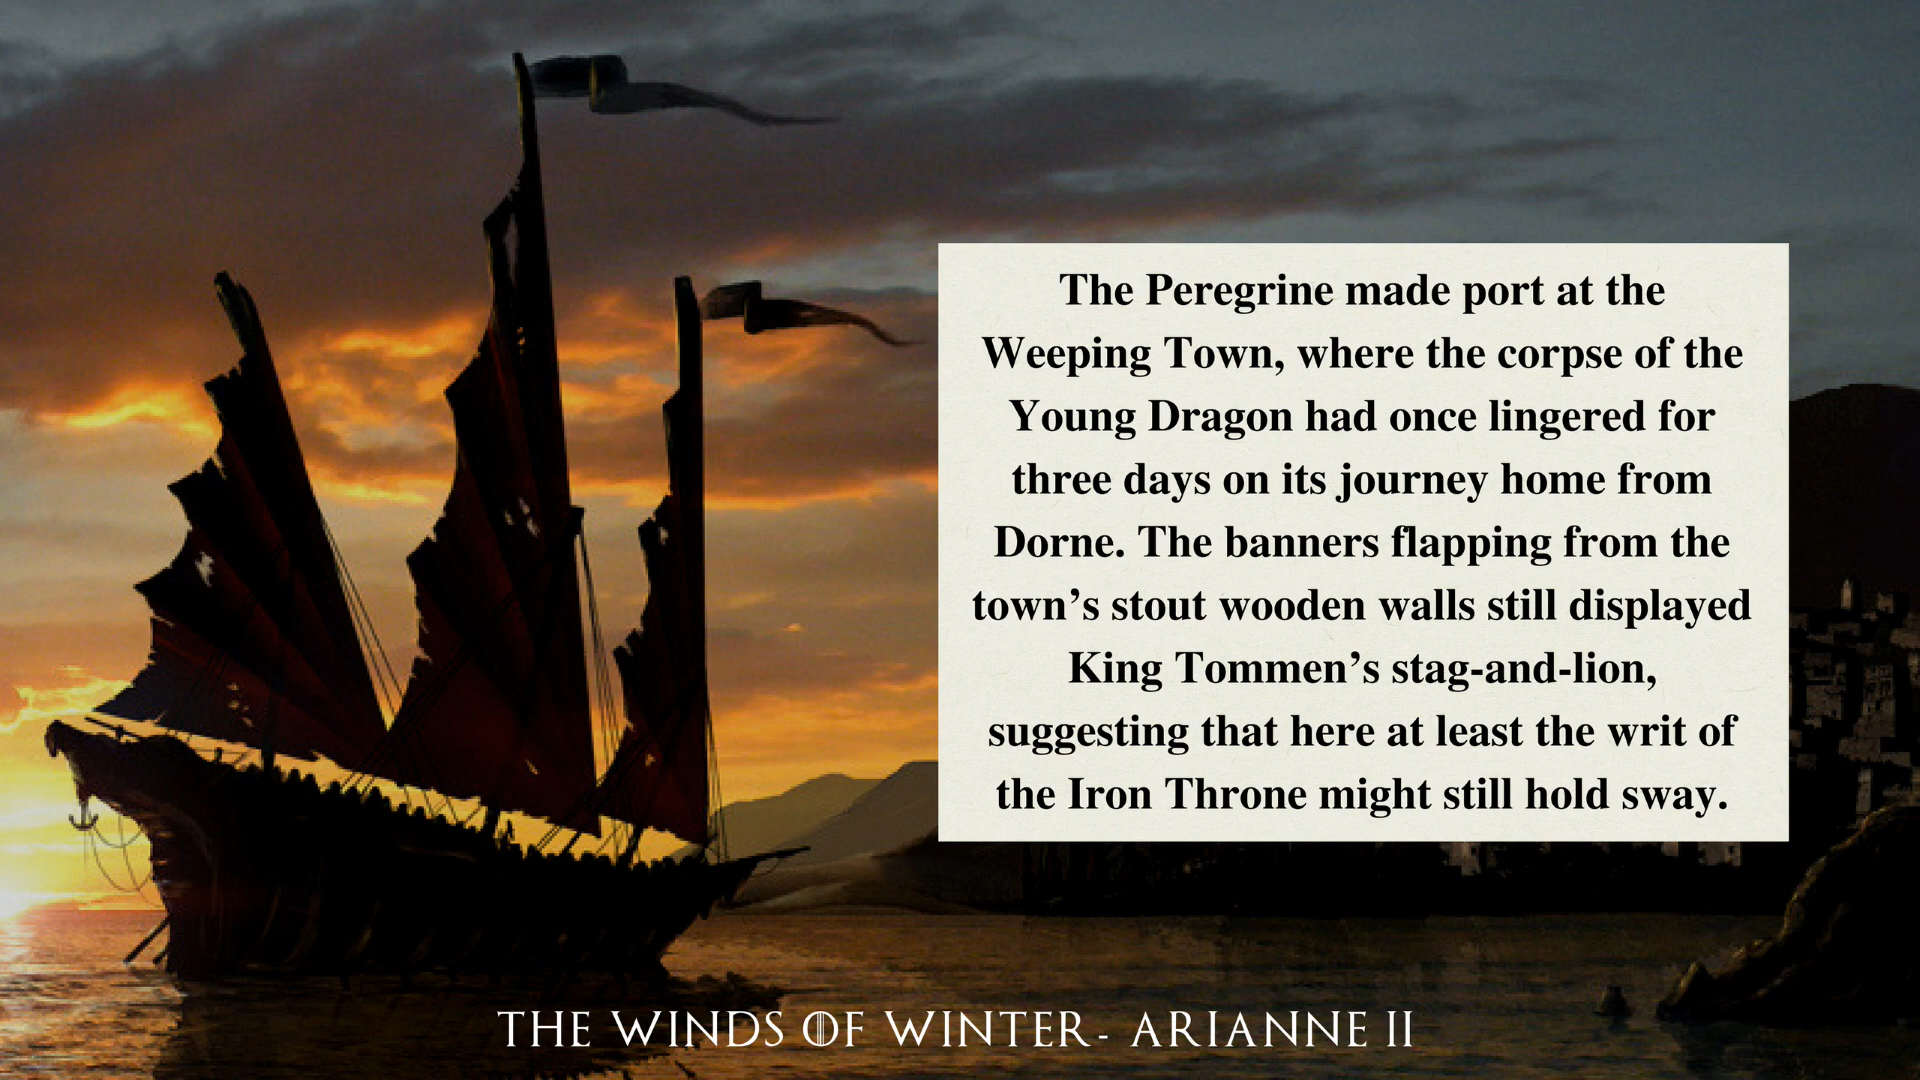 The Peregrine made port at the
Weeping Town, where the corpse of the
Young Dragon had once lingered for
three days on its journey home from
Dorne. The banners flapping from the
town’s stout wooden walls still displayed
King Tommen’s stag-and-lion,
suggesting that here at least the writ of
the Iron Throne might still hold sway.
THE WINDS OF WINTER- ARIANNE II